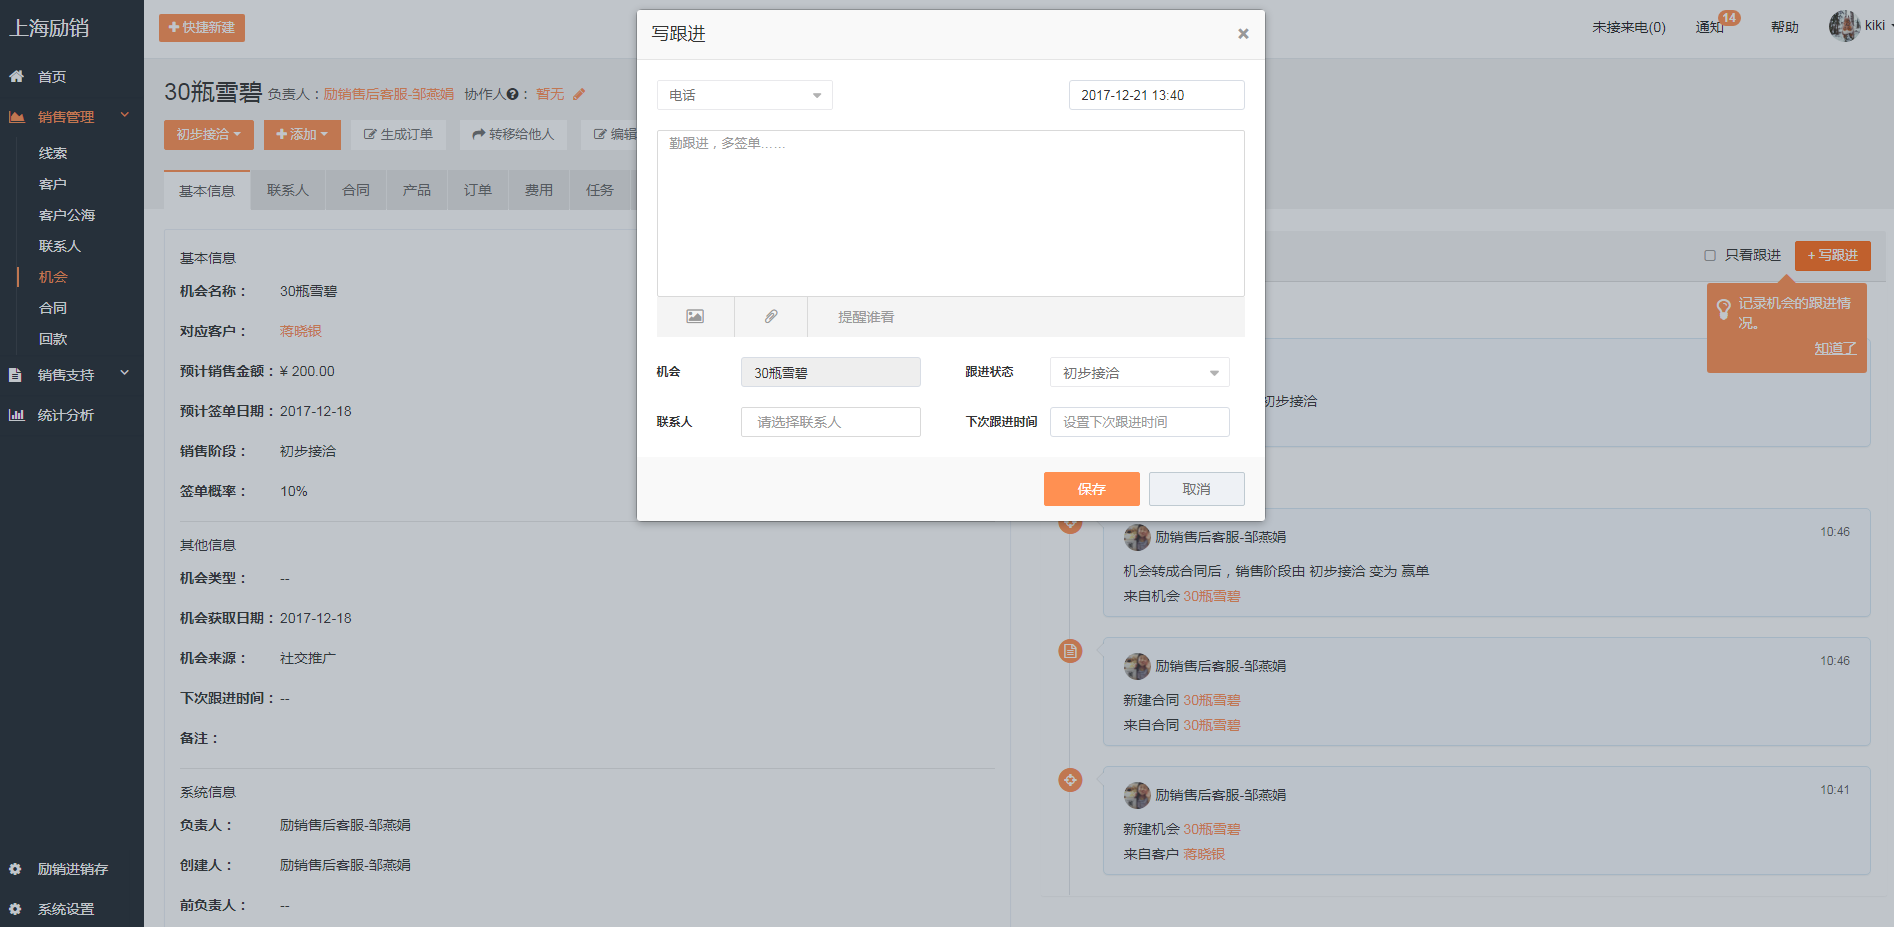 上海励销
快捷新建
未接来电(0)
通知
14
帮助
kiki
首页
销售管理
线索
客户
客户公海
联系人
机会
合同
回款
销售支持
统计分析
励销进销存
系统设置
30瓶雪碧 负责人：励销售后客服-邹燕娟 协作人?： 暂无
初步接洽
添加
生成订单
转移给他人
编辑
基本信息
联系人
合同
产品
订单
费用
任务
基本信息
机会名称： 30瓶雪碧
对应客户： 蒋晓银
预计销售金额：¥ 200.00
预计签单日期：2017-12-18
销售阶段： 初步接洽
签单概率： 10%
其他信息
机会类型： --
机会获取日期：2017-12-18
机会来源： 社交推广
下次跟进时间：--
备注：
系统信息
负责人： 励销售后客服-邹燕娟
创建人： 励销售后客服-邹燕娟
前负责人： --
写跟进
×
电话
2017-12-21 13:40
勤跟进，多签单……
提醒谁看
机会 30瓶雪碧
跟进状态 初步接洽
联系人 请选择联系人
下次跟进时间 设置下次跟进时间
保存
取消
只看跟进
+写跟进
记录机会的跟进情
况。
知道了
初步接洽
励销售后客服-邹燕娟 10:46
机会转成合同后，销售阶段由 初步接洽 变为 赢单
来自机会 30瓶雪碧
励销售后客服-邹燕娟 10:46
新建合同 30瓶雪碧
来自合同 30瓶雪碧
励销售后客服-邹燕娟 10:41
新建机会 30瓶雪碧
来自客户 蒋晓银